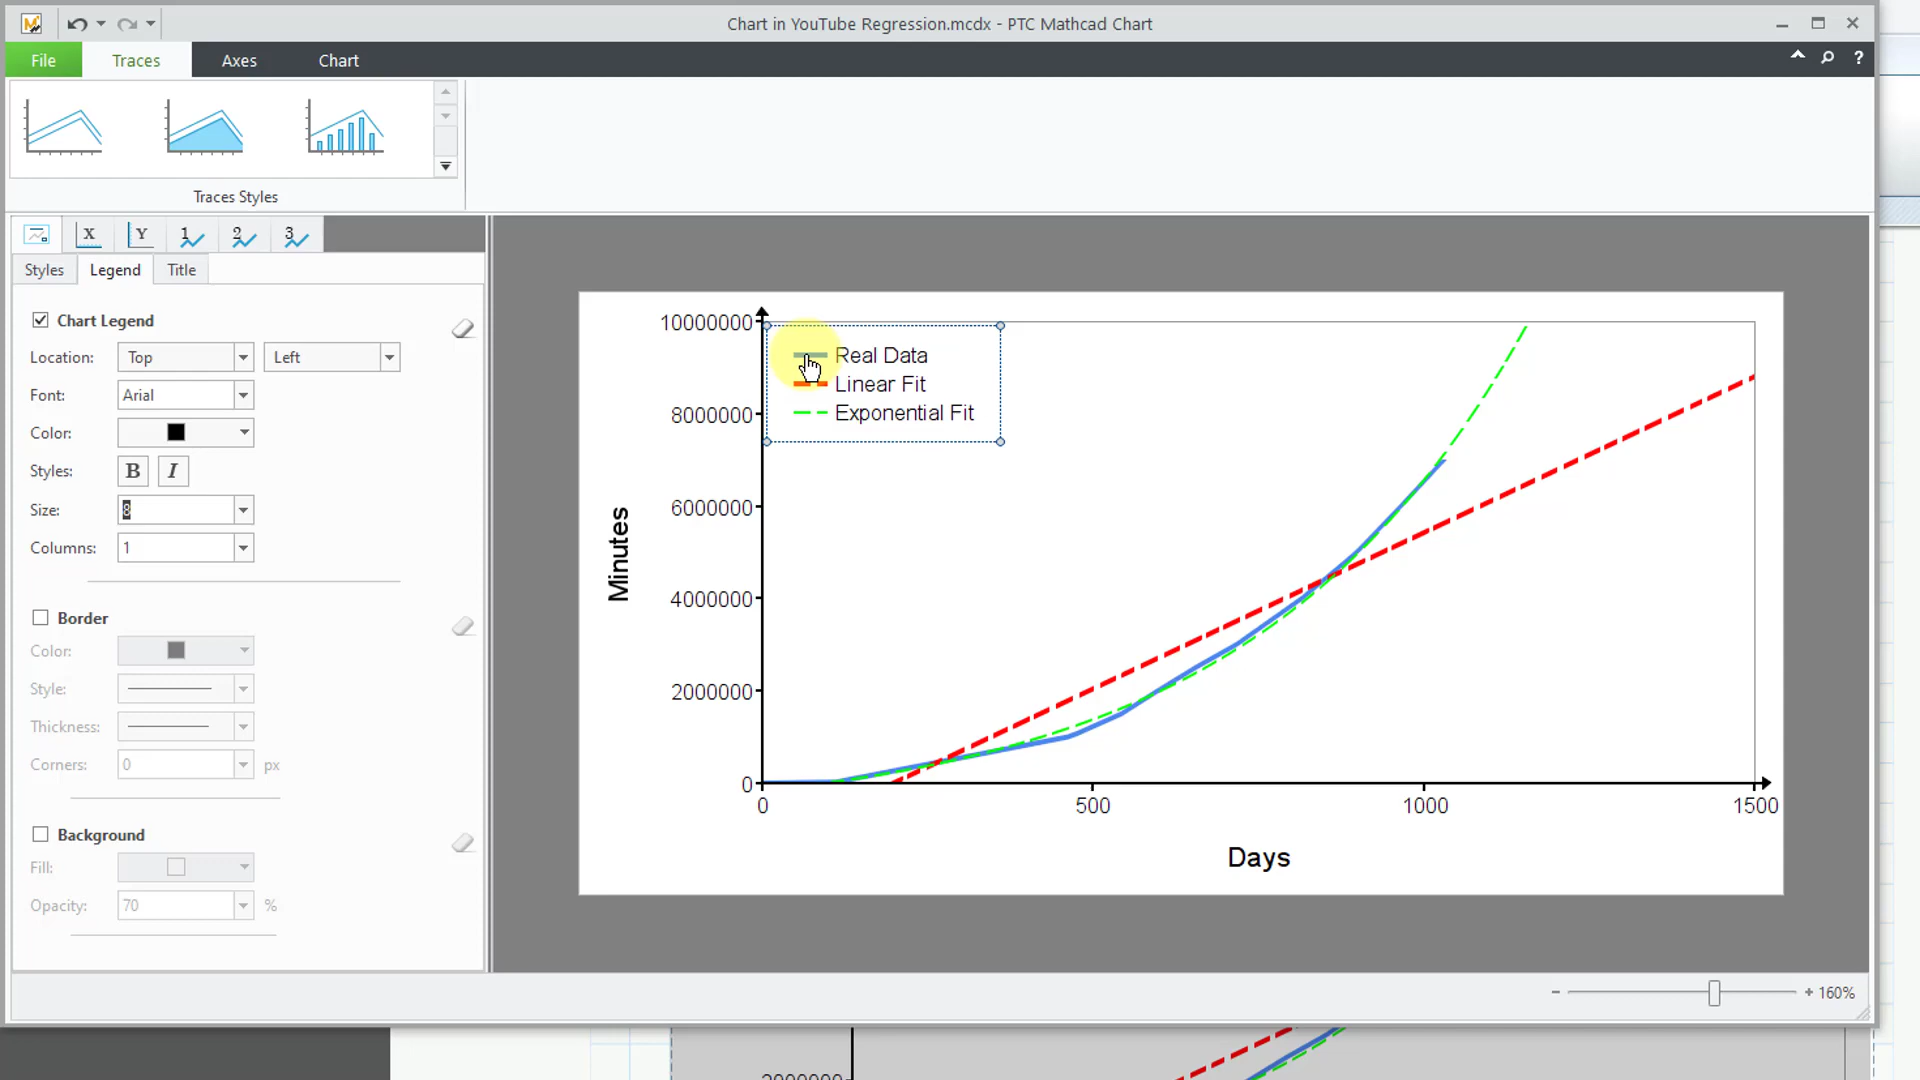 Chart in YouTube Regression.mcdx - PTC Mathcad Chart
File Traces Axes Chart ?
Traces Styles
X Y 1 2 3
Styles Legend Title
Chart Legend
Location: Top Left
Font: Arial
Color:
Styles: B I
Size: 8
Columns: 1
Border
Color:
Style:
Thickness:
Corners: 0 px
Background
Fill:
Opacity: 70 %
10000000
8000000
6000000
4000000
2000000
0
Minutes
Real Data
Linear Fit
Exponential Fit
0 500 1000 1500
Days
- + 160%
2000000